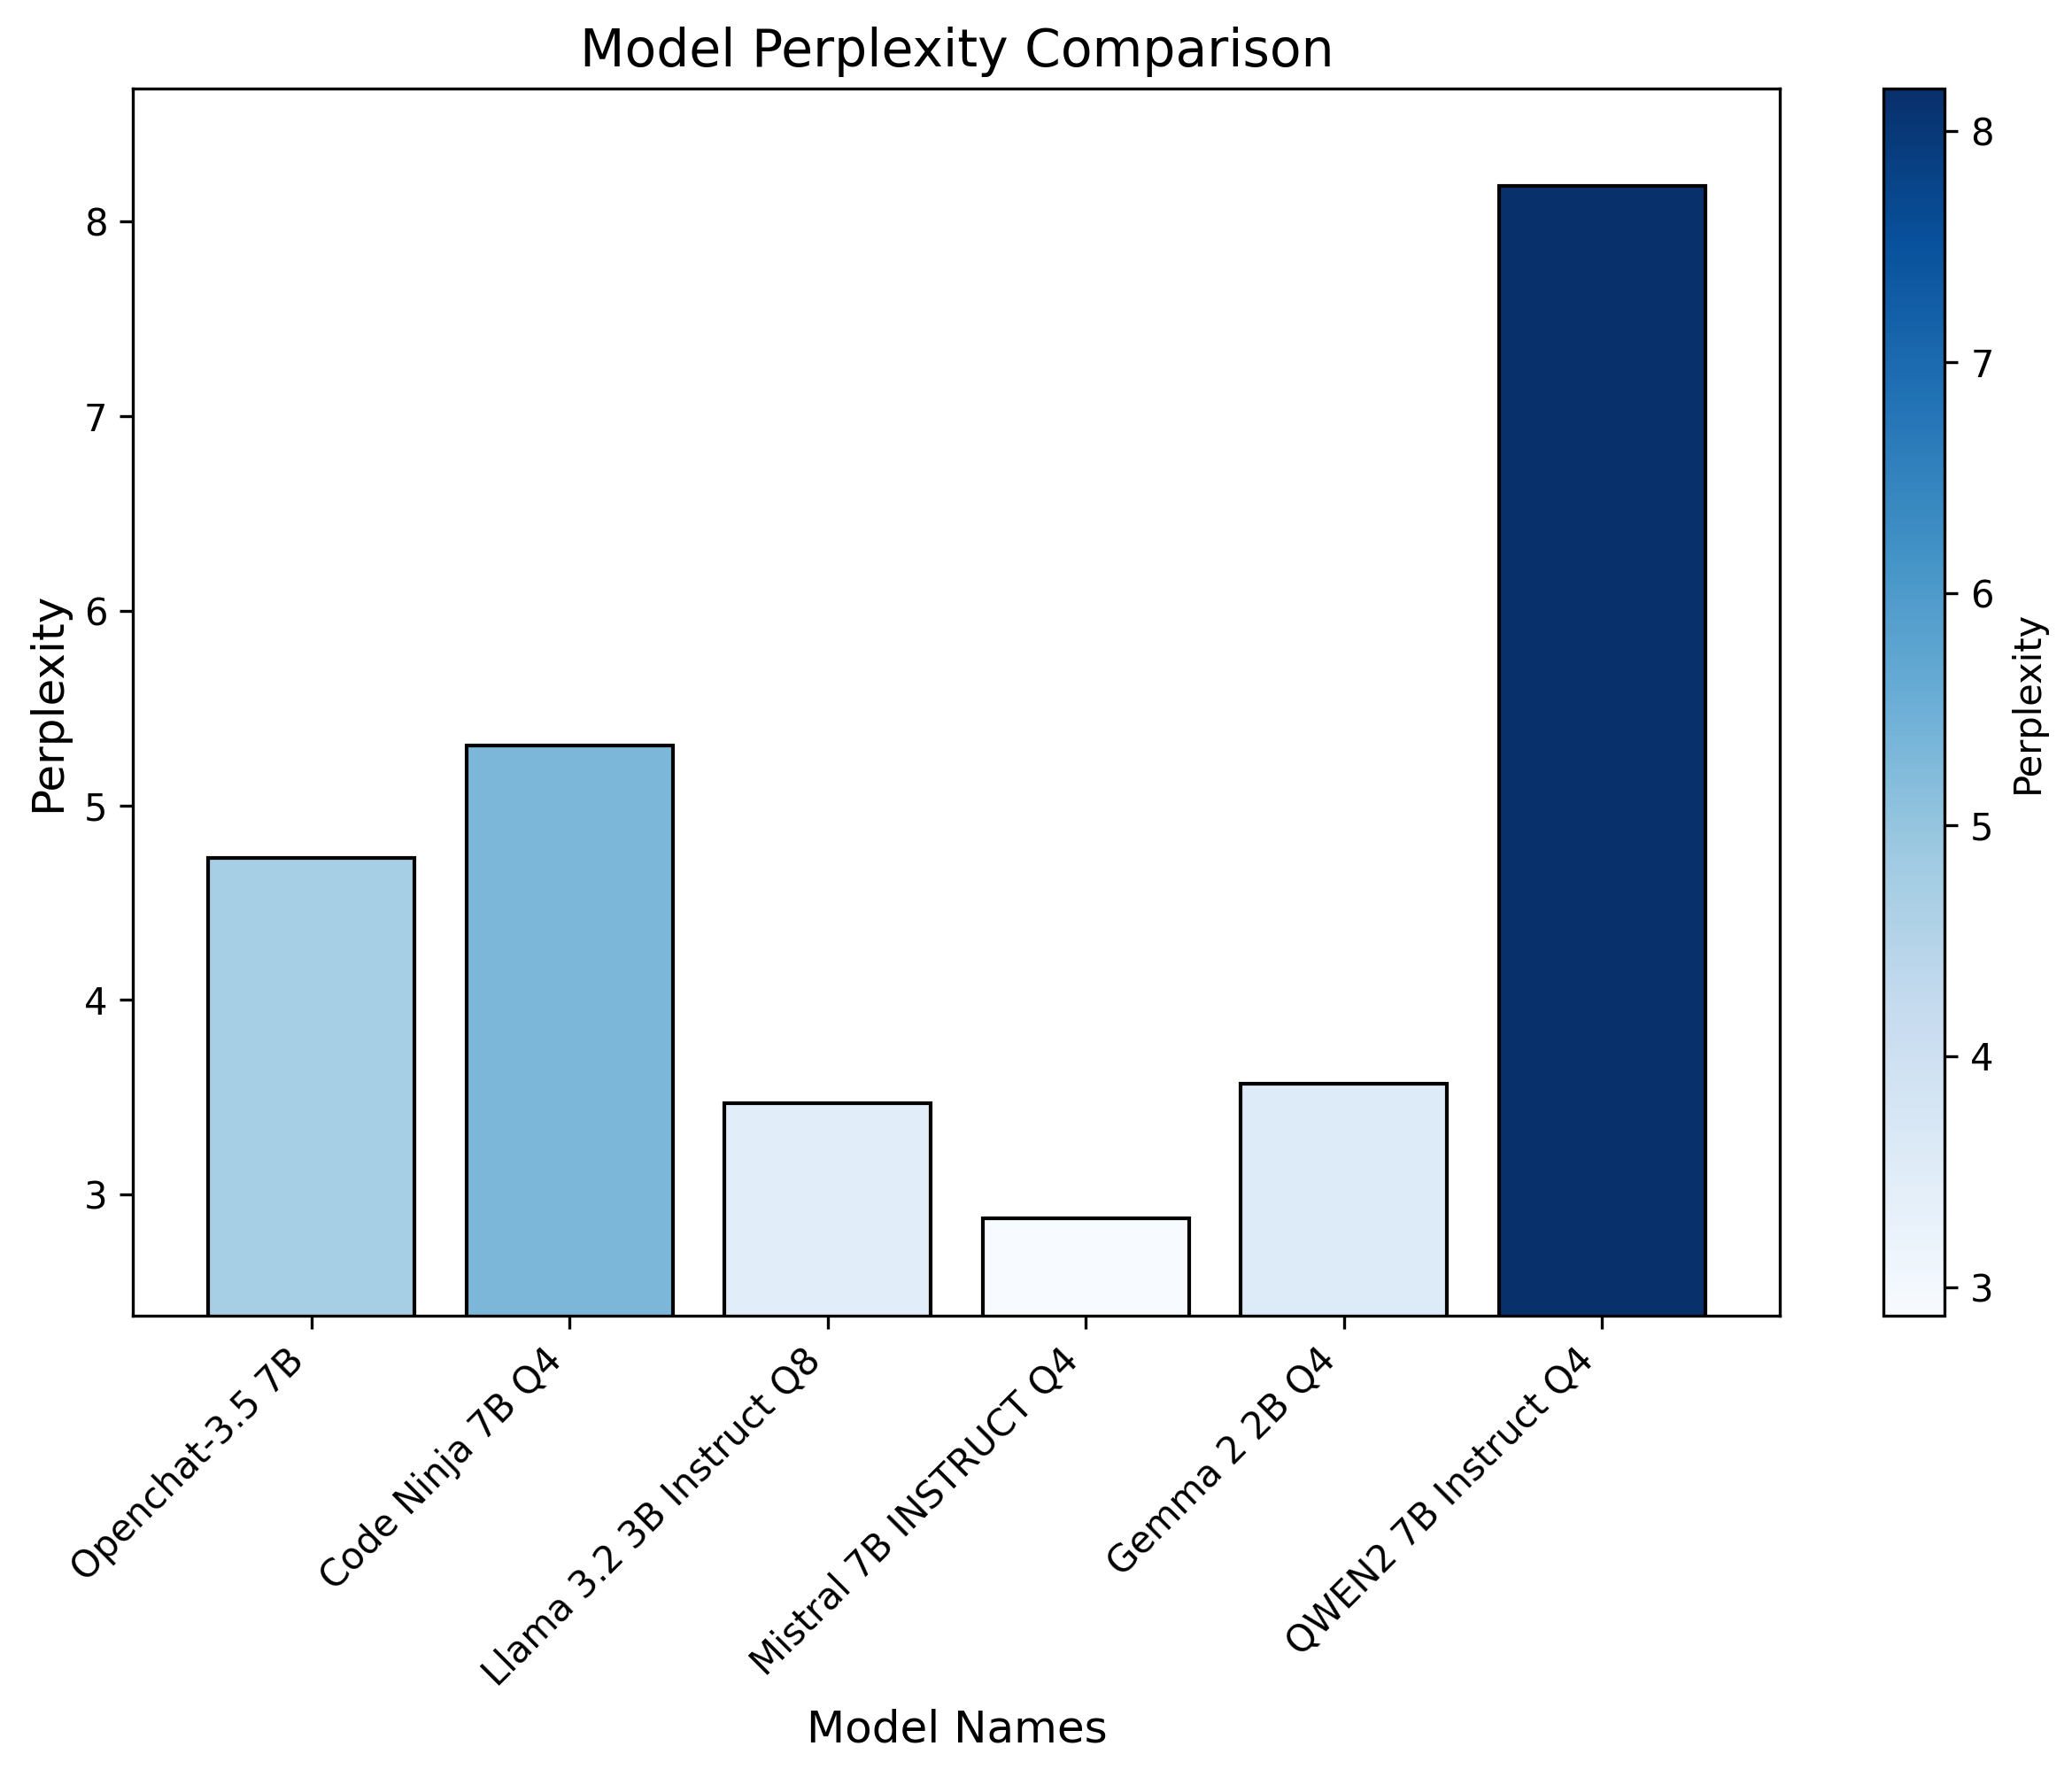 Model Perplexity Comparison
Perplexity
8
7
6
5
4
3
Openchat-3.5 7B
Code Ninja 7B Q4
Llama 3.2 3B Instruct Q8
Mistral 7B INSTRUCT Q4
Gemma 2 2B Q4
QWEN2 7B Instruct Q4
Model Names
8
7
6
5
4
3
Perplexity